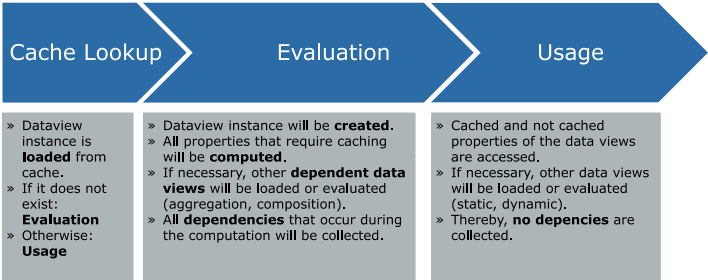 Cache Lookup
Evaluation
Usage
» Dataview
instance is
loaded from
cache.
» If it does not
exist:
Evaluation
» Otherwise:
Usage
» Dataview instance will be created.
» All properties that require caching
will be computed.
» If necessary, other dependent data
views will be loaded or evaluated
(aggregation, composition).
» All dependencies that occur during
the computation will be collected.
» Cached and not cached
properties of the data views
are accessed.
» If necessary, other data views
will be loaded or evaluated
(static, dynamic).
» Thereby, no depencies are
collected.